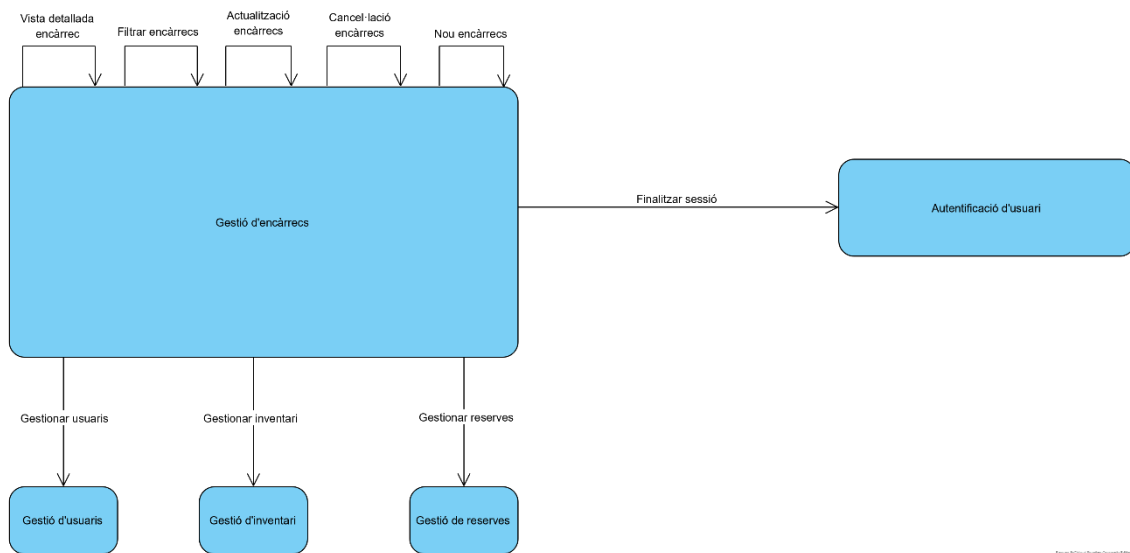 Vista detallada
encàrrec
Filtrar encàrrecs
Actualització
encàrrecs
Cancel·lació
encàrrecs
Nou encàrrecs
Gestió d'encàrrecs
Finalitzar sessió
Autentificació d'usuari
Gestionar usuaris
Gestionar inventari
Gestionar reserves
Gestió d'usuaris
Gestió d'inventari
Gestió de reserves